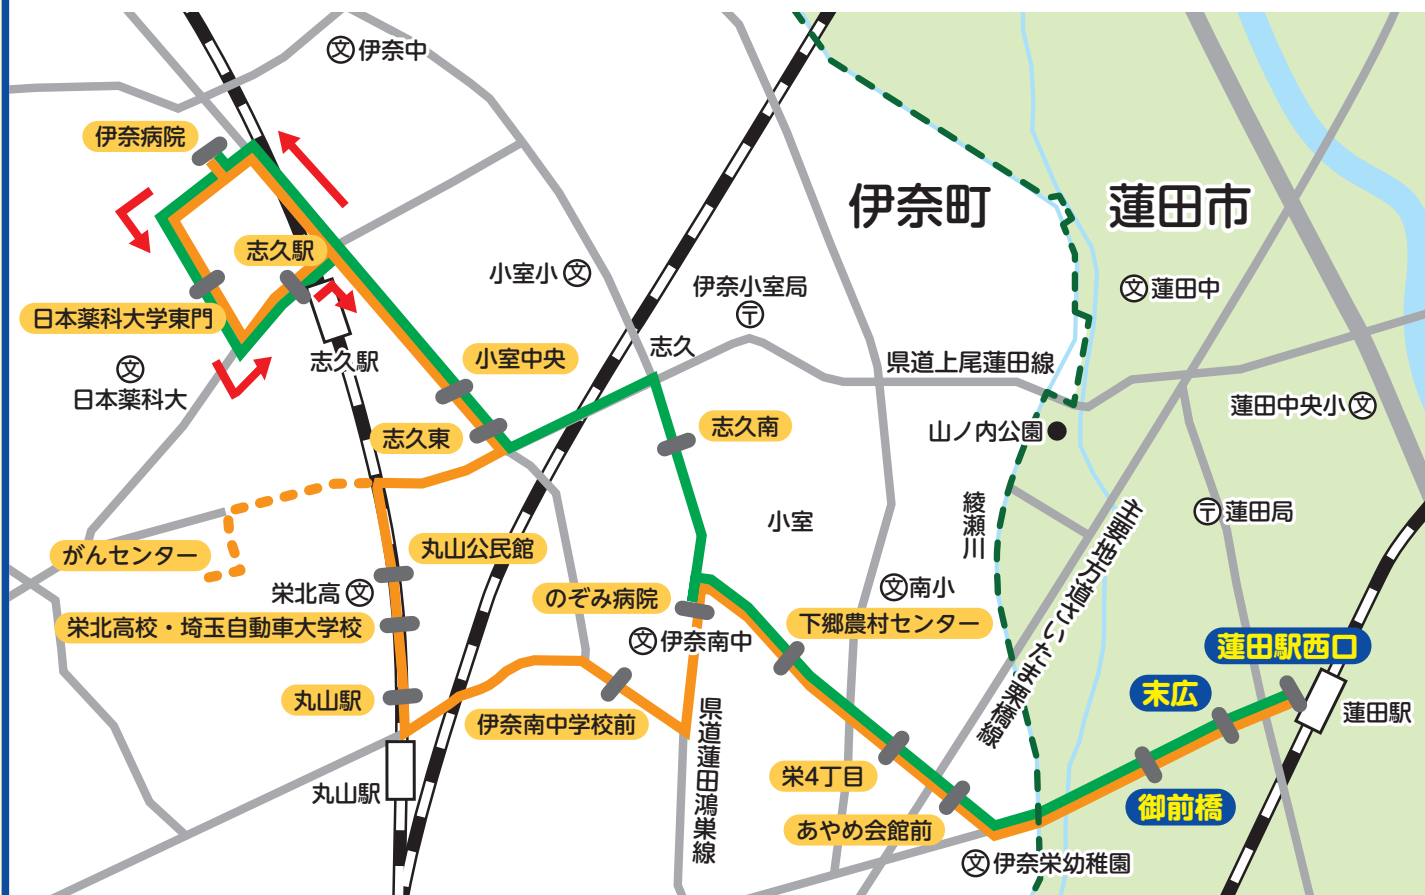 文伊奈中
伊奈病院
伊奈町
蓮田市
志久駅
小室小文
伊奈小室局
〒
文蓮田中
日本薬科大学東門
文
日本薬科大
志久駅
小室中央
志久
県道上尾蓮田線
蓮田中央小文
志久東
志久南
山ノ内公園
綾瀬川
主要地方道さいたま栗橋線
〒蓮田局
小室
がんセンター
丸山公民館
栄北高文
のぞみ病院
文南小
栄北高校・埼玉自動車大学校
文伊奈南中
下郷農村センター
蓮田駅西口
末広
蓮田駅
丸山駅
伊奈南中学校前
県道蓮田鴻巣線
丸山駅
栄4丁目
御前橋
あやめ会館前
文伊奈栄幼稚園